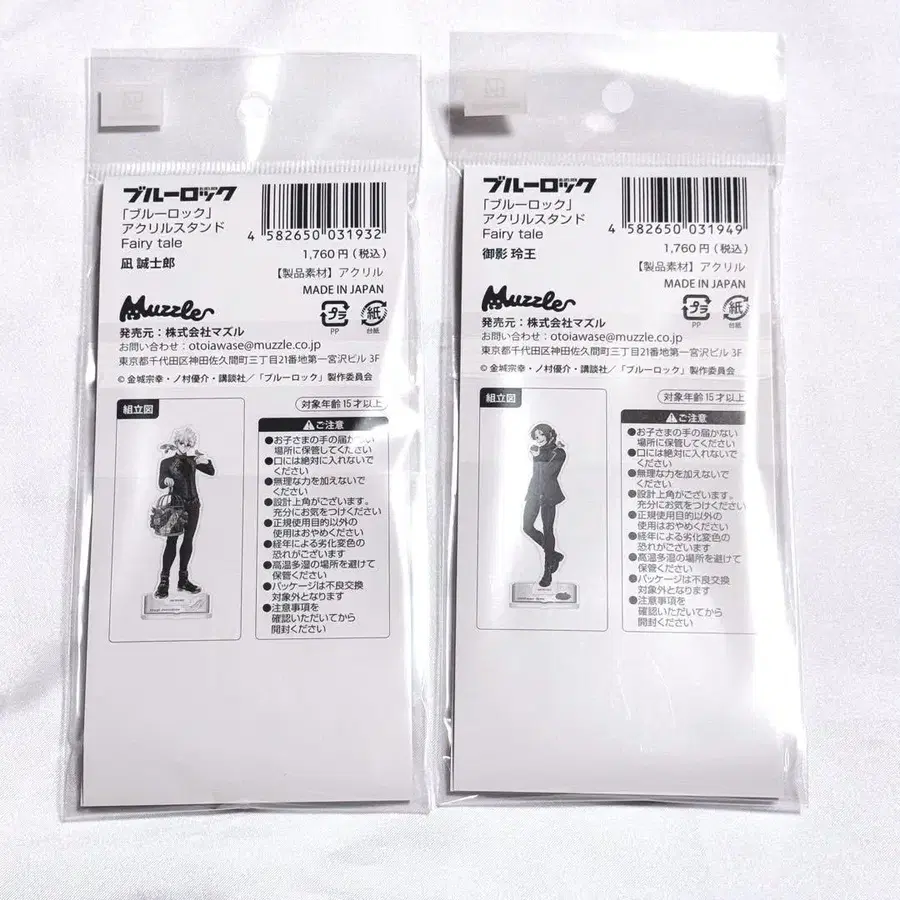 ブルーロック
「ブルーロック」
アクリルスタンド
Fairy tale
凪 誠士郎
4 582650 031932
1,760円(税込)
【製品素材】アクリル
MADE IN JAPAN
Muzzle
発売元:株式会社マズル
お問い合わせ:otoiawase@muzzle.co.jp
東京都千代田区神田佐久間町三丁目21番地第一宮沢ビル 3F
プラ
PP
紙
台紙
© 金城宗幸・ノ村優介・講談社/「ブルーロック」製作委員会
組立図
対象年齢15才以上
ご注意
●お子さまの手の届かない
場所に保管してください
●口には絶対に入れないで
ください
●無理な力を加えないで
ください
●設計上角がございます。
充分にお気をつけください
●正規使用目的以外の
使用はおやめください
●経年による劣化変色の
恐れがございます
●高温多湿の場所を避けて
保管ください
●パッケージは不良交換
対象外となります
●注意事項を
確認いただいてから
開封ください
ブルーロック
「ブルーロック」
アクリルスタンド
Fairy tale
御影 玲王
4 582650 031949
1,760円(税込)
【製品素材】アクリル
MADE IN JAPAN
Muzzle
発売元:株式会社マズル
お問い合わせ:otoiawase@muzzle.co.jp
東京都千代田区神田佐久間町三丁目21番地第一宮沢ビル 3F
プラ
PP
紙
台紙
© 金城宗幸・ノ村優介・講談社/「ブルーロック」製作委員会
組立図
対象年齢15才以上
ご注意
●お子さまの手の届かない
場所に保管してください
●口には絶対に入れないで
ください
●無理な力を加えないで
ください
●設計上角がございます。
充分にお気をつけください
●正規使用目的以外の
使用はおやめください
●経年による劣化変色の
恐れがございます
●高温多湿の場所を避けて
保管ください
●パッケージは不良交換
対象外となります
●注意事項を
確認いただいてから
開封ください